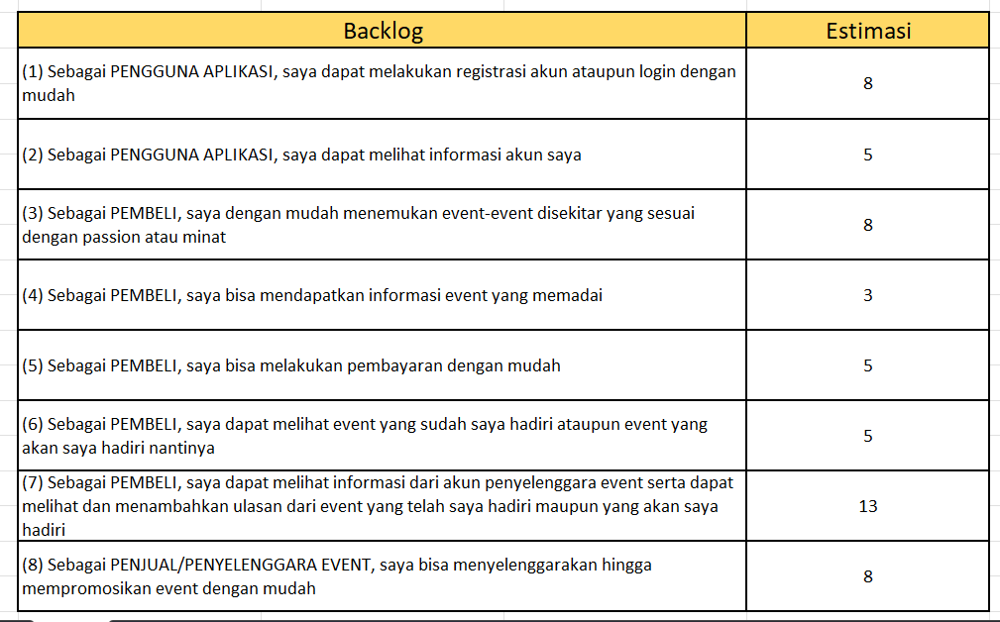 Backlog
Estimasi
(1) Sebagai PENGGUNA APLIKASI, saya dapat melakukan registrasi akun ataupun login dengan
mudah
8
(2) Sebagai PENGGUNA APLIKASI, saya dapat melihat informasi akun saya
5
(3) Sebagai PEMBELI, saya dengan mudah menemukan event-event disekitar yang sesuai
dengan passion atau minat
8
(4) Sebagai PEMBELI, saya bisa mendapatkan informasi event yang memadai
3
(5) Sebagai PEMBELI, saya bisa melakukan pembayaran dengan mudah
5
(6) Sebagai PEMBELI, saya dapat melihat event yang sudah saya hadiri ataupun event yang
akan saya hadiri nantinya
5
(7) Sebagai PEMBELI, saya dapat melihat informasi dari akun penyelenggara event serta dapat
melihat dan menambahkan ulasan dari event yang telah saya hadiri maupun yang akan saya
hadiri
13
(8) Sebagai PENJUAL/PENYELENGGARA EVENT, saya bisa menyelenggarakan hingga
mempromosikan event dengan mudah
8